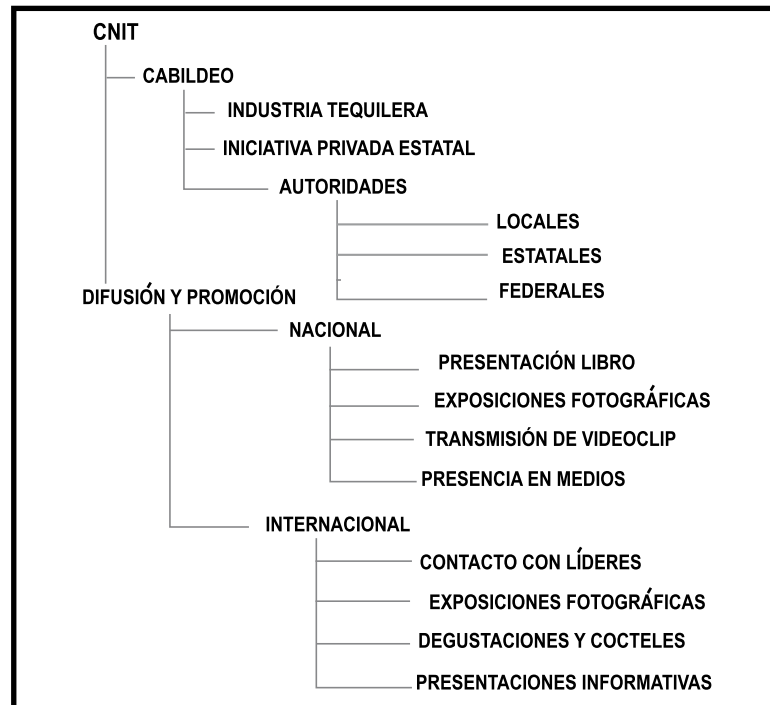 CNIT
CABILDEO
INDUSTRIA TEQUILERA
INICIATIVA PRIVADA ESTATAL
AUTORIDADES
LOCALES
ESTATALES
FEDERALES
DIFUSIÓN Y PROMOCIÓN
NACIONAL
PRESENTACIÓN LIBRO
EXPOSICIONES FOTOGRÁFICAS
TRANSMISIÓN DE VIDEOCLIP
PRESENCIA EN MEDIOS
INTERNACIONAL
CONTACTO CON LÍDERES
EXPOSICIONES FOTOGRÁFICAS
DEGUSTACIONES Y COCTELES
PRESENTACIONES INFORMATIVAS